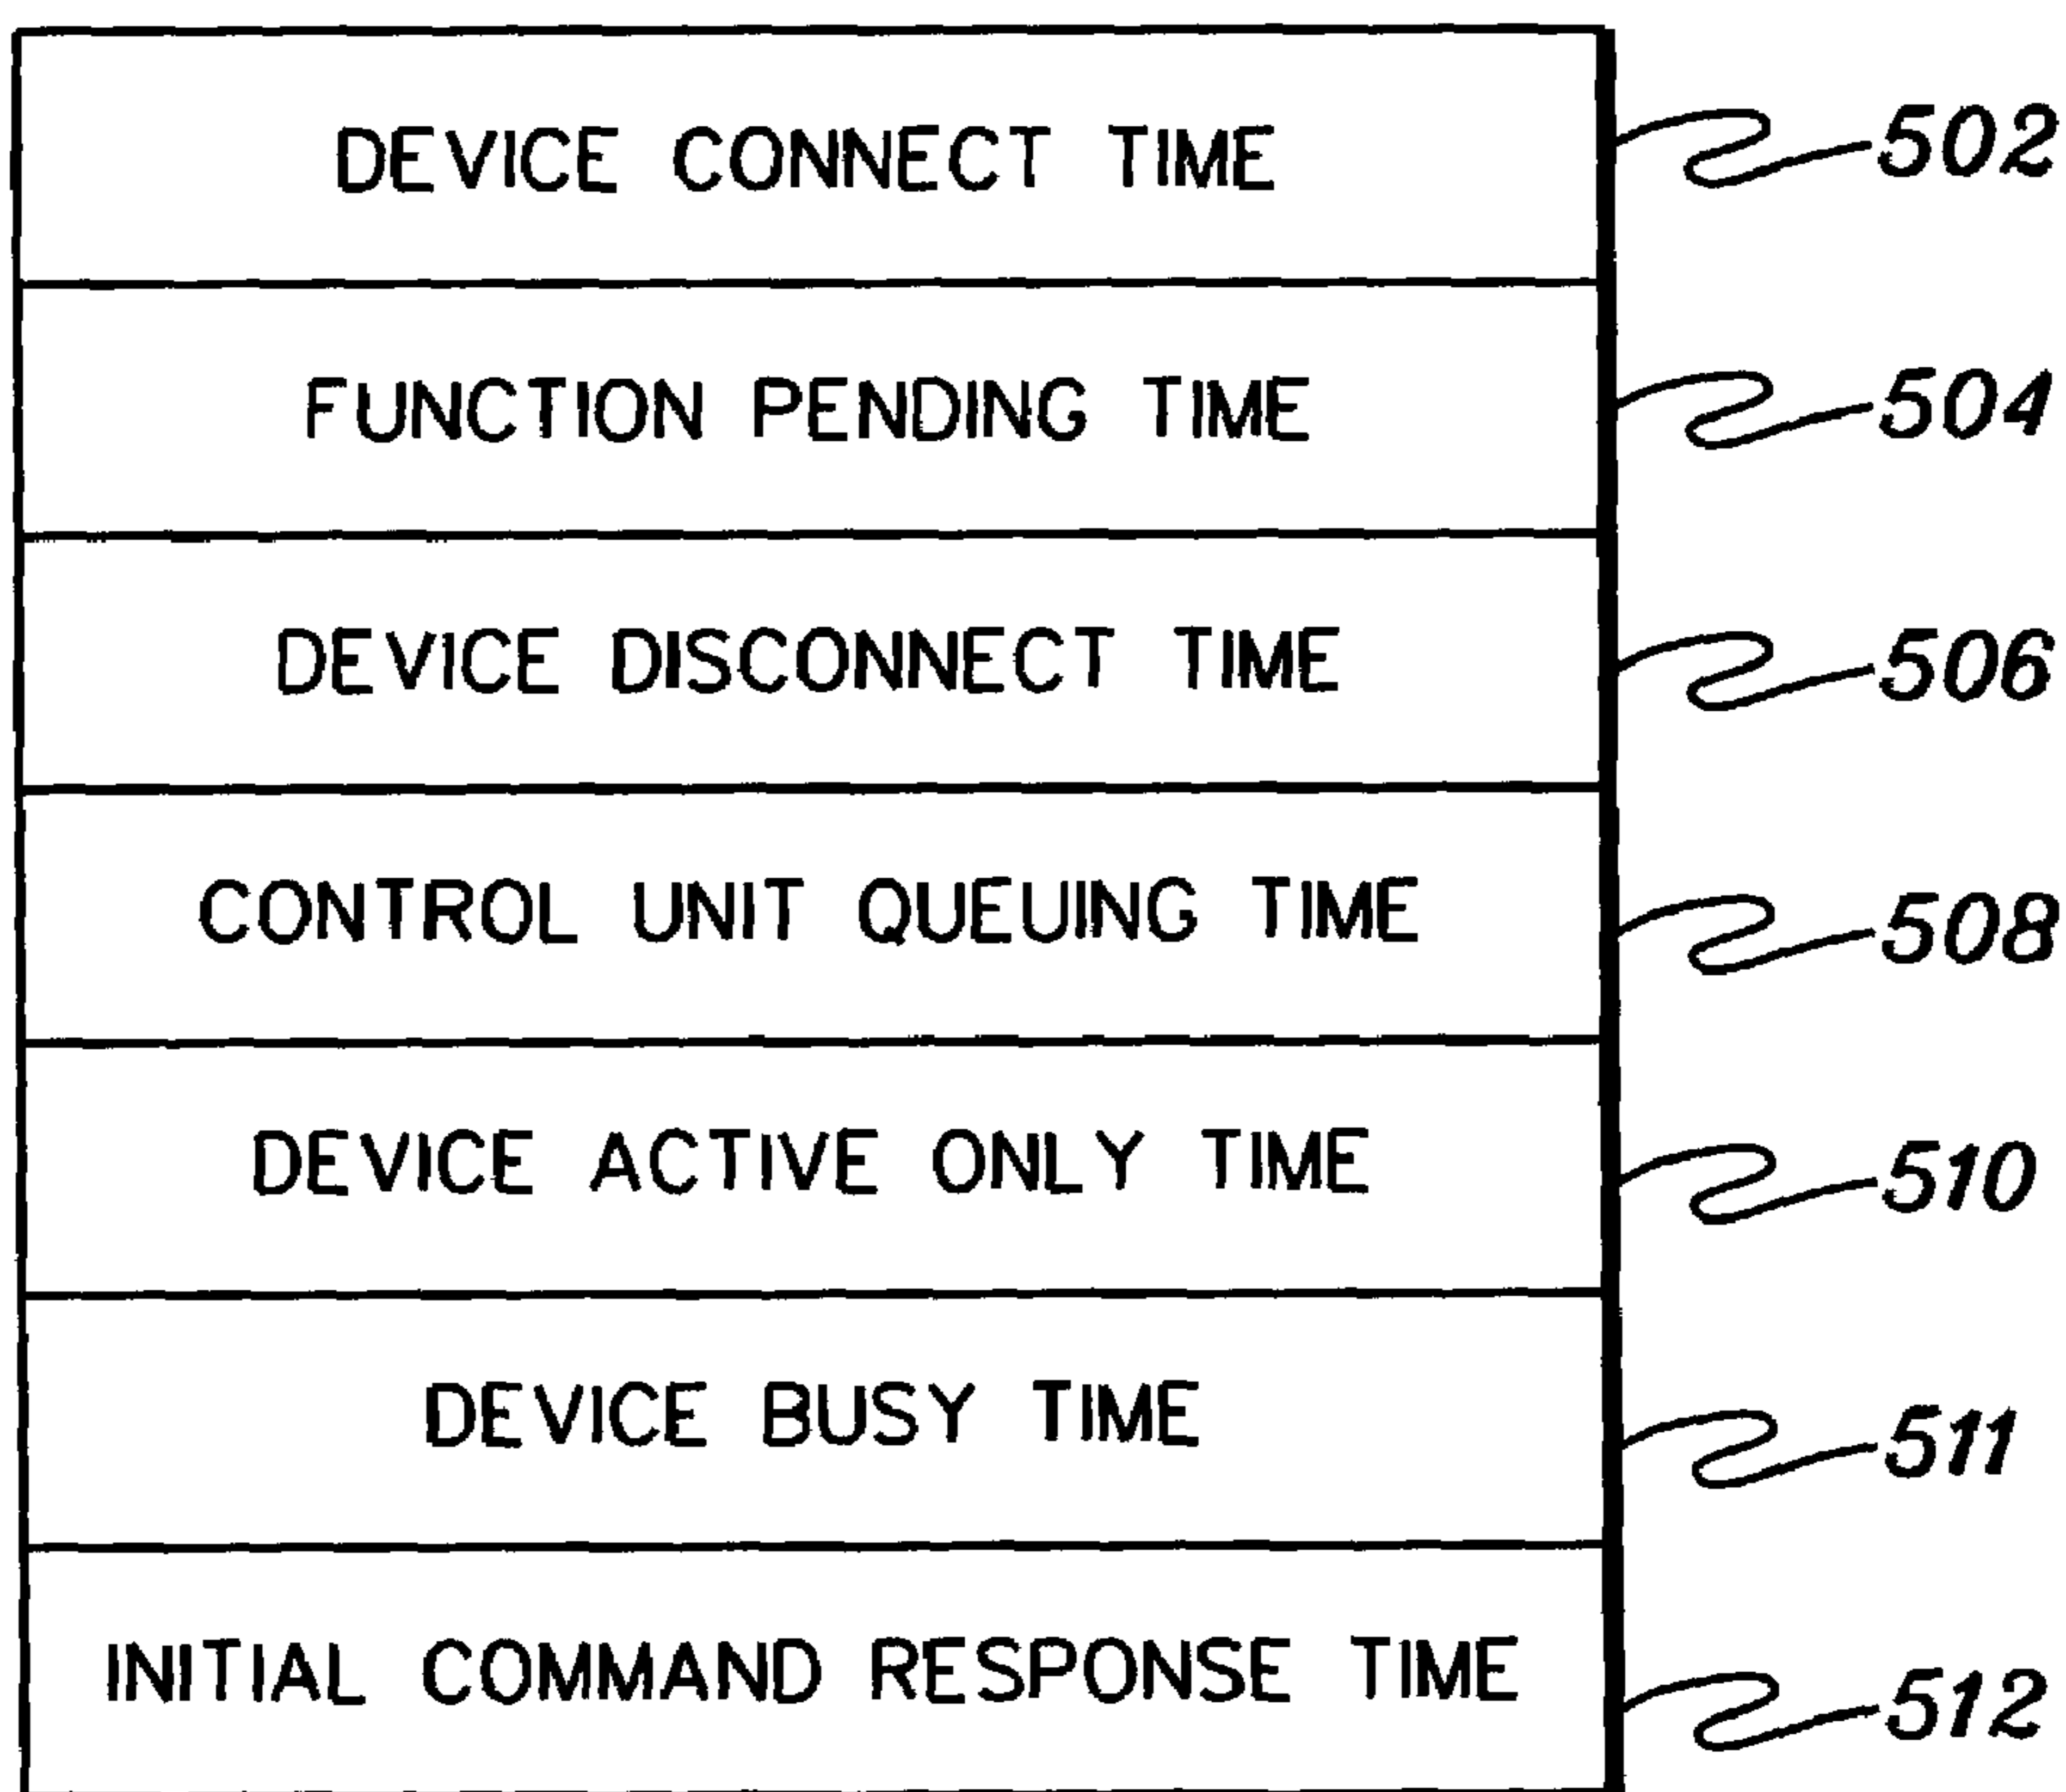 DEVICE CONNECT TIME 502
FUNCTION PENDING TIME 504
DEVICE DISCONNECT TIME 506
CONTROL UNIT QUEUING TIME 508
DEVICE ACTIVE ONLY TIME 510
DEVICE BUSY TIME 511
INITIAL COMMAND RESPONSE TIME 512